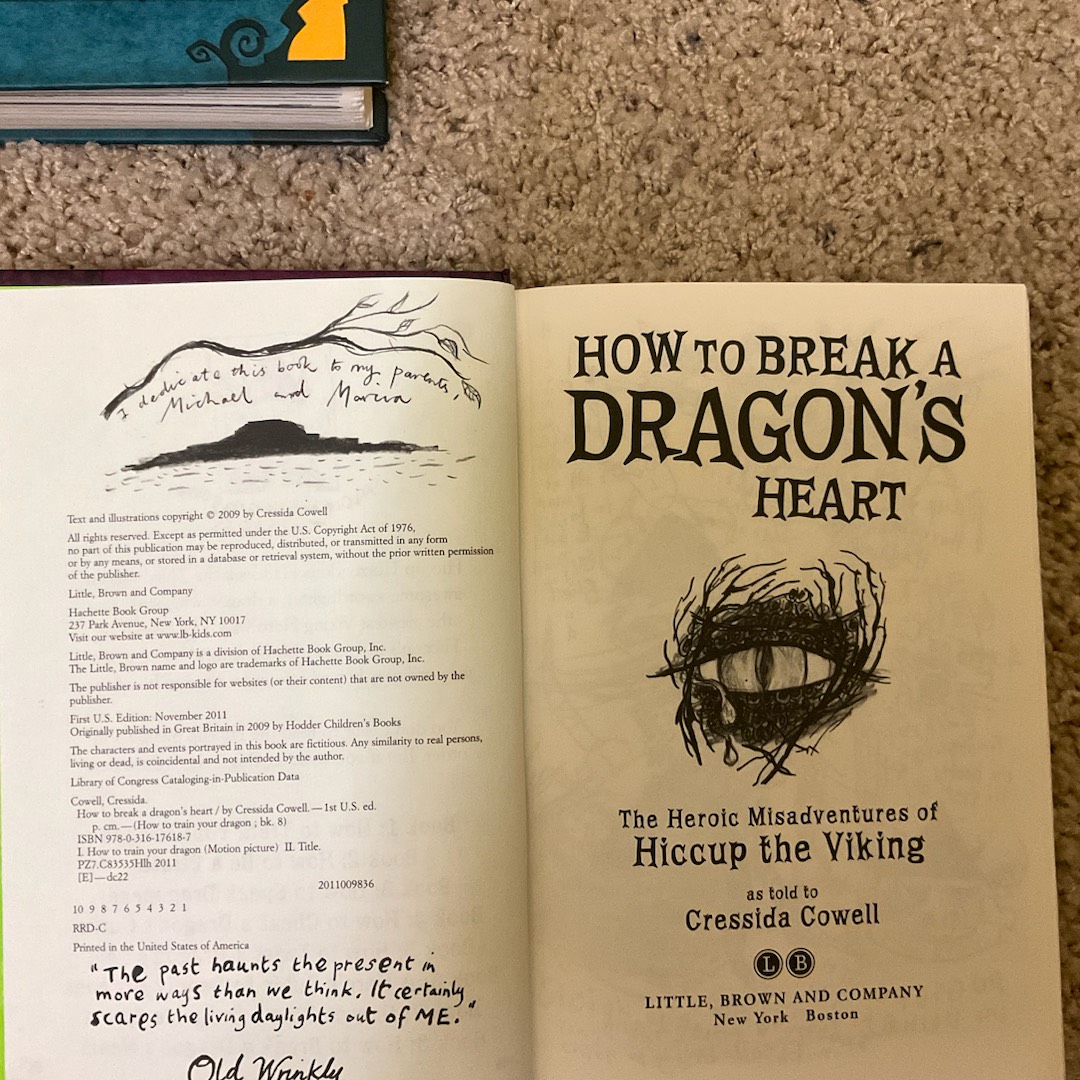 I dedicate this book to my parents,
Michael and Marcia
Text and illustrations copyright © 2009 by Cressida Cowell
All rights reserved. Except as permitted under the U.S. Copyright Act of 1976,
no part of this publication may be reproduced, distributed, or transmitted in any form
or by any means, or stored in a database or retrieval system, without the prior written permission
of the publisher.
Little, Brown and Company
Hachette Book Group
237 Park Avenue, New York, NY 10017
Visit our website at www.lb-kids.com
Little, Brown and Company is a division of Hachette Book Group, Inc.
The Little, Brown name and logo are trademarks of Hachette Book Group, Inc.
The publisher is not responsible for websites (or their content) that are not owned by the
publisher.
First U.S. Edition: November 2011
Originally published in Great Britain in 2009 by Hodder Children's Books
The characters and events portrayed in this book are fictitious. Any similarity to real persons,
living or dead, is coincidental and not intended by the author.
Library of Congress Cataloging-in-Publication Data
Cowell, Cressida.
How to break a dragon's heart / by Cressida Cowell.—1st U.S. ed.
p. cm.—(How to train your dragon ; bk. 8)
ISBN 978-0-316-17618-7
I. How to train your dragon (Motion picture) II. Title.
PZ7.C83535Hlh 2011
[E]—dc22
2011009836
10 9 8 7 6 5 4 3 2 1
RRD-C
Printed in the United States of America
"The past haunts the present in
more ways than we think. It certainly
scares the living daylights out of ME."
Old Wrinkly
HOW TO BREAK A
DRAGON'S
HEART
The Heroic Misadventures of
Hiccup the Viking
as told to
Cressida Cowell
L B
LITTLE, BROWN AND COMPANY
New York Boston